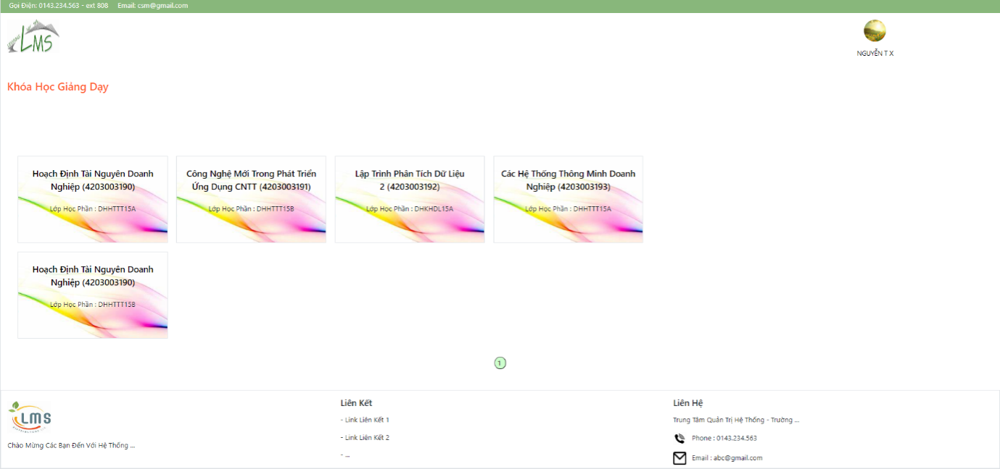 Gọi Điện: 0143.234.563 - ext 808 Email: csm@gmail.com
LMS
NGUYỄN T X
Khóa Học Giảng Dạy
Hoạch Định Tài Nguyên Doanh
Nghiệp (4203003190)
Lớp Học Phần : DHHTTT15A
Công Nghệ Mới Trong Phát Triển
Ứng Dụng CNTT (4203003191)
Lớp Học Phần : DHHTTT15B
Lập Trình Phân Tích Dữ Liệu
2 (4203003192)
Lớp Học Phần : DHKHDL15A
Các Hệ Thống Thông Minh Doanh
Nghiệp (4203003193)
Lớp Học Phần : DHHTTT15A
Hoạch Định Tài Nguyên Doanh
Nghiệp (4203003190)
Lớp Học Phần : DHHTTT15B
1
LMS
Chào Mừng Các Bạn Đến Với Hệ Thống ...
Liên Kết
- Link Liên Kết 1
- Link Liên Kết 2
- ...
Liên Hệ
Trung Tâm Quản Trị Hệ Thống - Trường ...
Phone : 0143.234.563
Email : abc@gmail.com